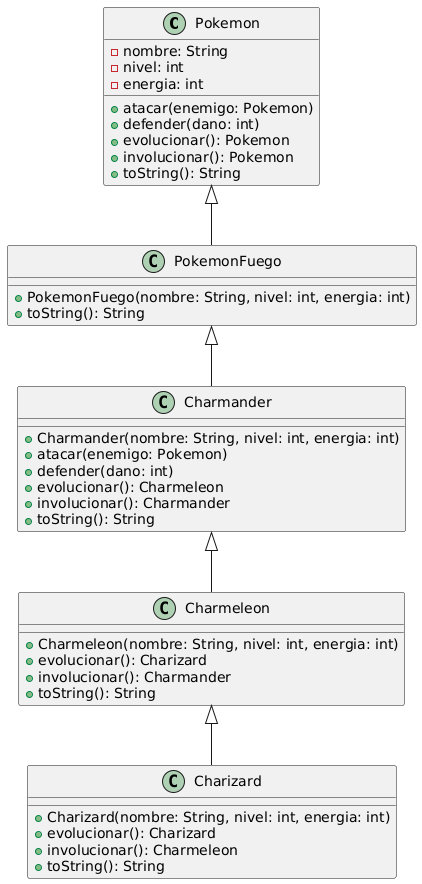 C Pokemon
nombre: String
nivel: int
energia: int
atacar(enemigo: Pokemon)
defender(dano: int)
evolucionar(): Pokemon
involucionar(): Pokemon
toString(): String
C PokemonFuego
PokemonFuego(nombre: String, nivel: int, energia: int)
toString(): String
C Charmander
Charmander(nombre: String, nivel: int, energia: int)
atacar(enemigo: Pokemon)
defender(dano: int)
evolucionar(): Charmeleon
involucionar(): Charmander
toString(): String
C Charmeleon
Charmeleon(nombre: String, nivel: int, energia: int)
evolucionar(): Charizard
involucionar(): Charmander
toString(): String
C Charizard
Charizard(nombre: String, nivel: int, energia: int)
evolucionar(): Charizard
involucionar(): Charmeleon
toString(): String